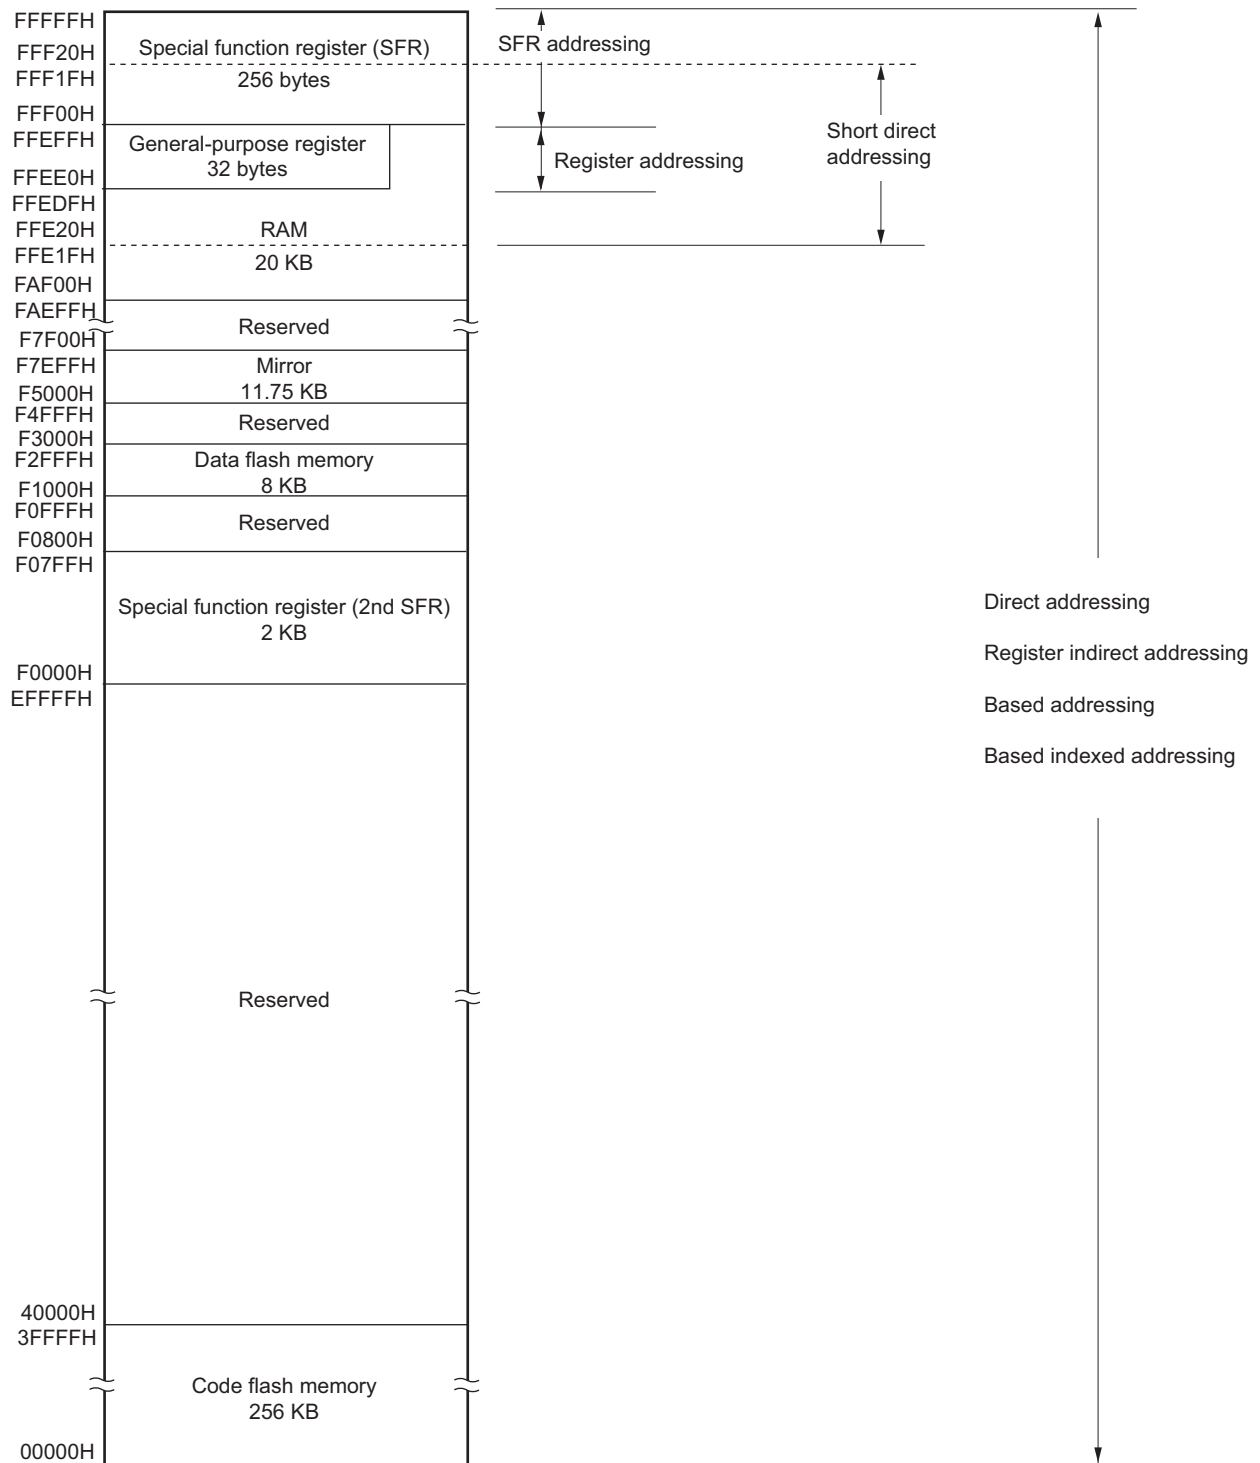 FFFFFH
FFF20H
FFF1FH
FFF00H
FFEFFH
FFEE0H
FFEDFH
FFE20H
FFE1FH
FAF00H
FAEFFH
F7F00H
F7EFFH
F5000H
F4FFFH
F3000H
F2FFFH
F1000H
F0FFFH
F0800H
F07FFH
F0000H
EFFFFH
40000H
3FFFFH
00000H
Special function register (SFR)
256 bytes
General-purpose register
32 bytes
RAM
20 KB
Reserved
Mirror
11.75 KB
Reserved
Data flash memory
8 KB
Reserved
Special function register (2nd SFR)
2 KB
Reserved
Code flash memory
256 KB
SFR addressing
Register addressing
Short direct
addressing
Direct addressing
Register indirect addressing
Based addressing
Based indexed addressing